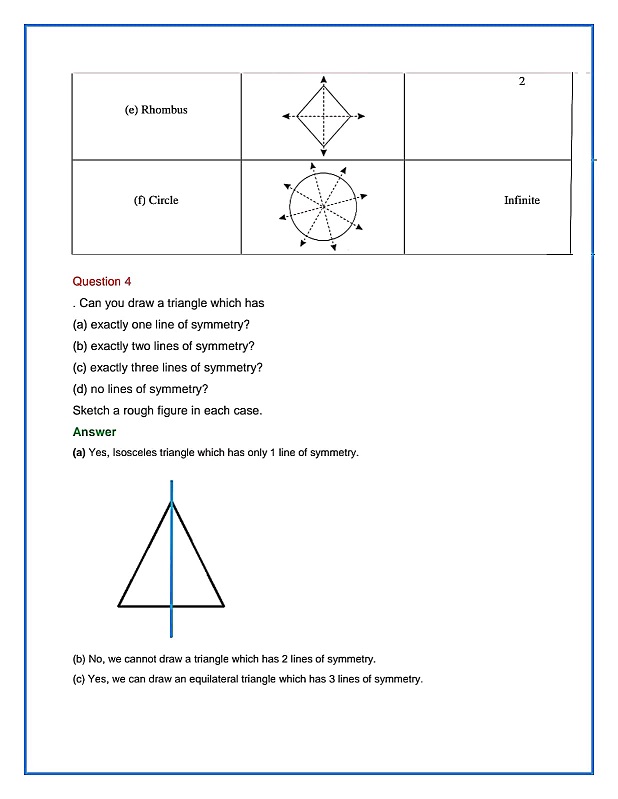 (e) Rhombus 2
(f) Circle Infinite
Question 4
. Can you draw a triangle which has
(a) exactly one line of symmetry?
(b) exactly two lines of symmetry?
(c) exactly three lines of symmetry?
(d) no lines of symmetry?
Sketch a rough figure in each case.
Answer
(a) Yes, Isosceles triangle which has only 1 line of symmetry.
(b) No, we cannot draw a triangle which has 2 lines of symmetry.
(c) Yes, we can draw an equilateral triangle which has 3 lines of symmetry.